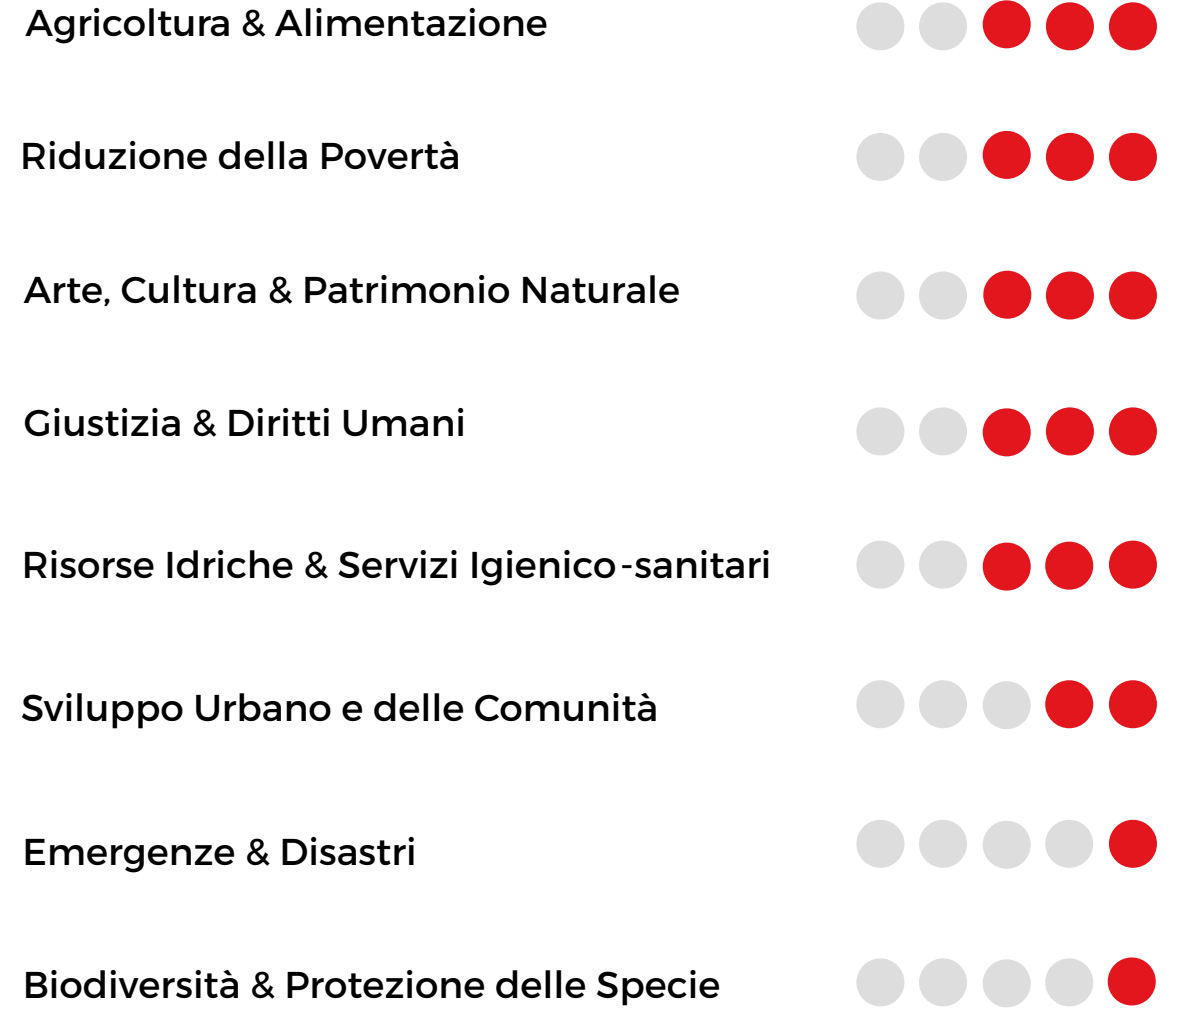 Agricoltura & Alimentazione
Riduzione della Povertà
Arte, Cultura & Patrimonio Naturale
Giustizia & Diritti Umani
Risorse Idriche & Servizi Igienico-sanitari
Sviluppo Urbano e delle Comunità
Emergenze & Disastri
Biodiversità & Protezione delle Specie